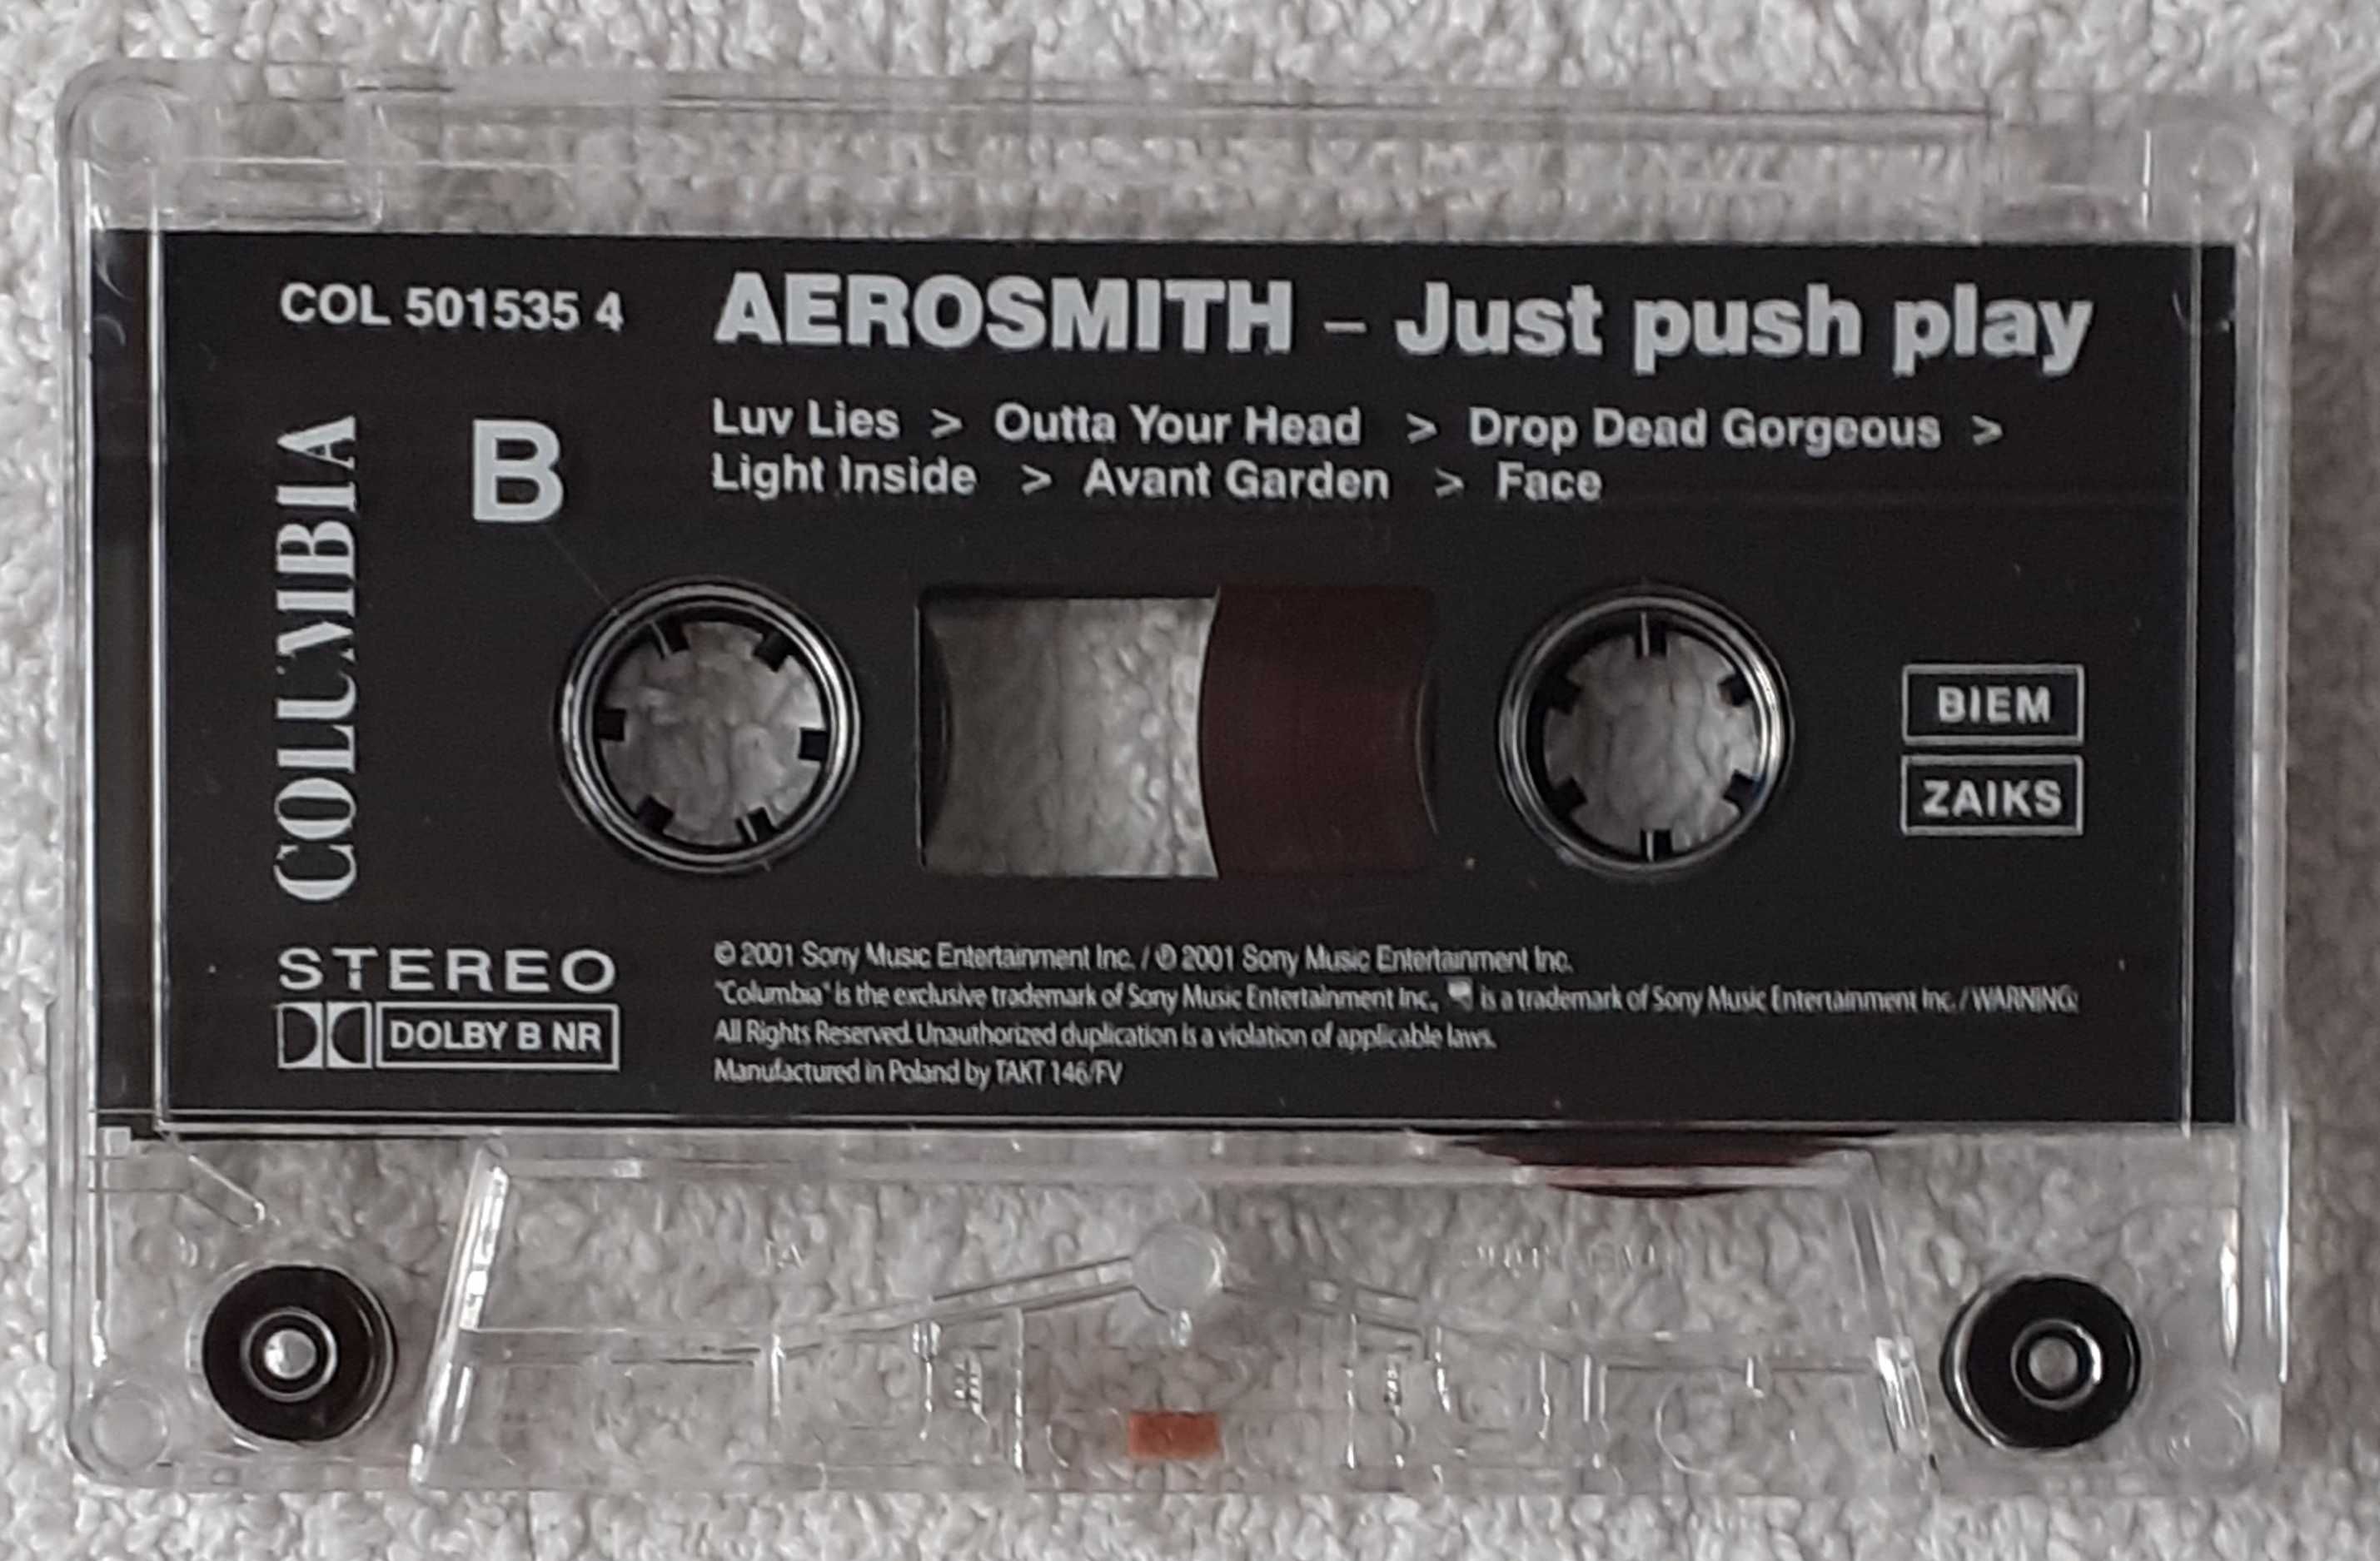 COL 501535 4
AEROSMITH – Just push play
COLUMBIA
B
Luv Lies > Outta Your Head > Drop Dead Gorgeous >
Light Inside > Avant Garden > Face
BIEM
ZAIKS
STEREO
DOLBY B NR
© 2001 Sony Music Entertainment Inc. / ℗ 2001 Sony Music Entertainment Inc.
"Columbia" is the exclusive trademark of Sony Music Entertainment Inc., is a trademark of Sony Music Entertainment Inc. / WARNING:
All Rights Reserved. Unauthorized duplication is a violation of applicable laws.
Manufactured in Poland by TAKT 146/FV